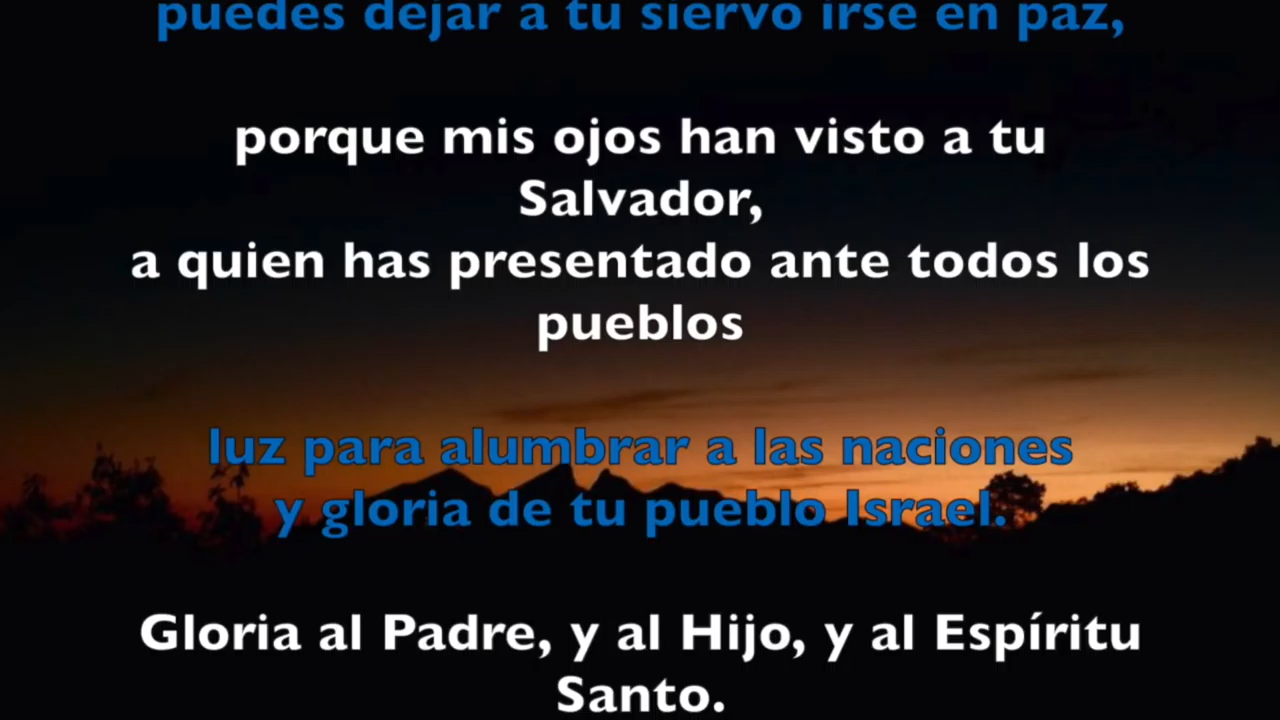 puedes dejar a tu siervo irse en paz,
porque mis ojos han visto a tu
Salvador,
a quien has presentado ante todos los
pueblos
luz para alumbrar a las naciones
y gloria de tu pueblo Israel.
Gloria al Padre, y al Hijo, y al Espíritu
Santo.